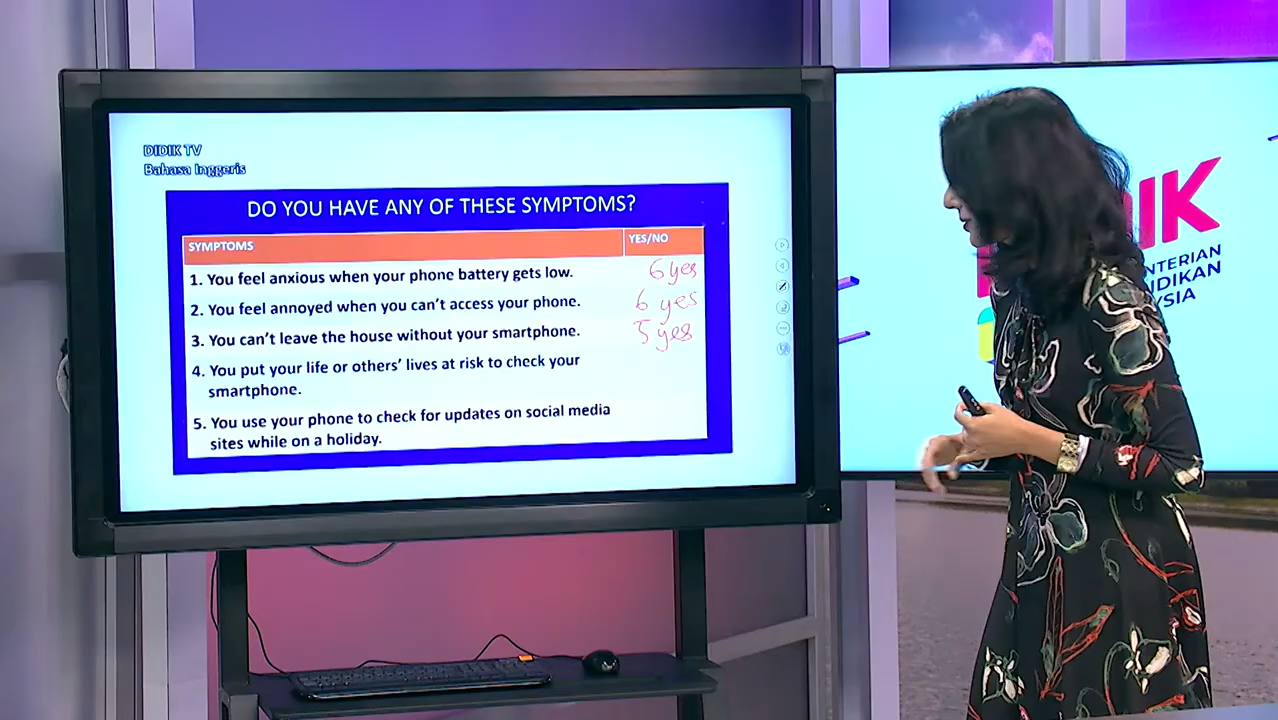 DIDIK TV
Bahasa Inggeris
DO YOU HAVE ANY OF THESE SYMPTOMS?
SYMPTOMS YES/NO
1. You feel anxious when your phone battery gets low. 6 yes
2. You feel annoyed when you can't access your phone. 6 yes
3. You can't leave the house without your smartphone. 5 yes
4. You put your life or others' lives at risk to check your
smartphone.
5. You use your phone to check for updates on social media
sites while on a holiday.
IK
NTERIAN
IDIKAN
YSIA